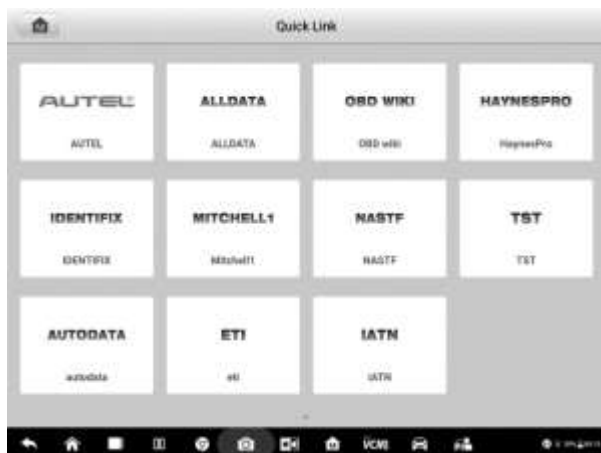 Quick Link
AUTEL
AUTEL
ALLDATA
ALLDATA
OBD WIKI
OBD wiki
HAYNESPRO
HaynesPro
IDENTIFIX
IDENTIFIX
MITCHELL1
Mitchell1
NASTF
NASTF
TST
TST
AUTODATA
autodata
ETI
eti
IATN
IATN
VCMI